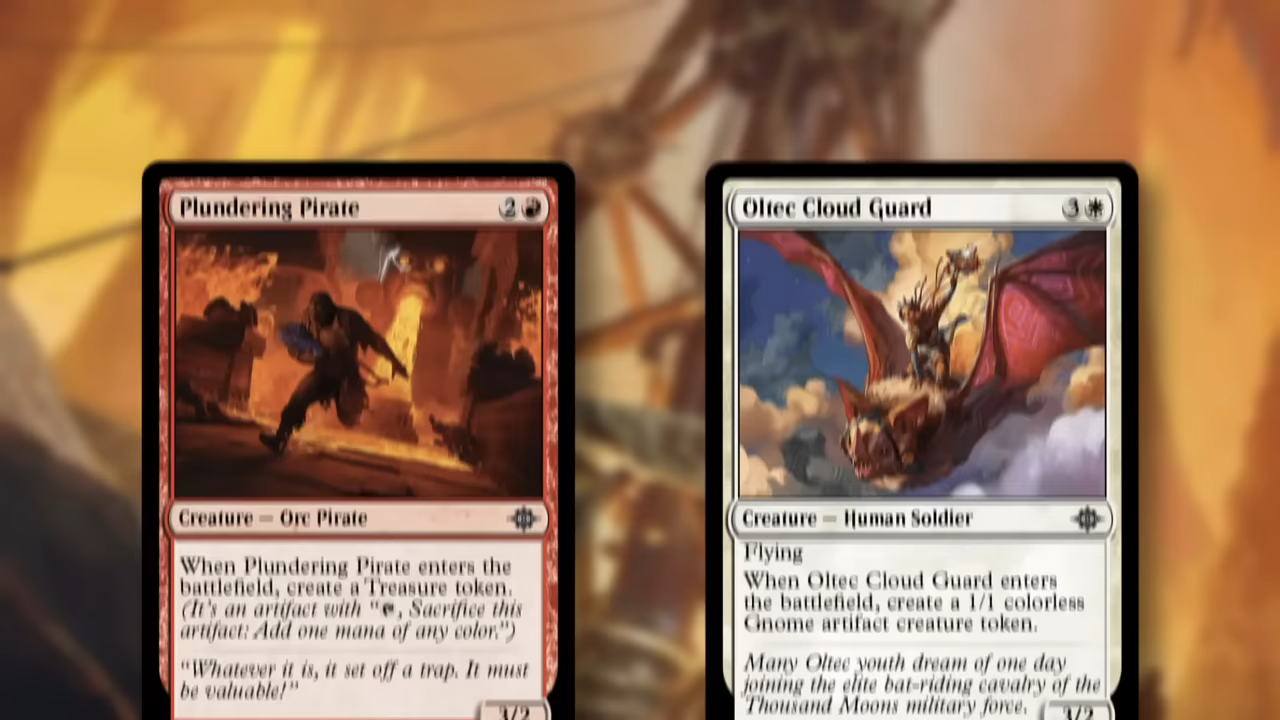 Plundering Pirate
2
Creature — Orc Pirate
When Plundering Pirate enters the
battlefield, create a Treasure token.
(It's an artifact with “, Sacrifice this
artifact: Add one mana of any color.”)
“Whatever it is, it set off a trap. It must
be valuable!”
3/2
Oltec Cloud Guard
3
Creature — Human Soldier
Flying
When Oltec Cloud Guard enters
the battlefield, create a 1/1 colorless
Gnome artifact creature token.
Many Oltec youth dream of one day
joining the elite bat-riding cavalry of the
Thousand Moons military force.
3/2